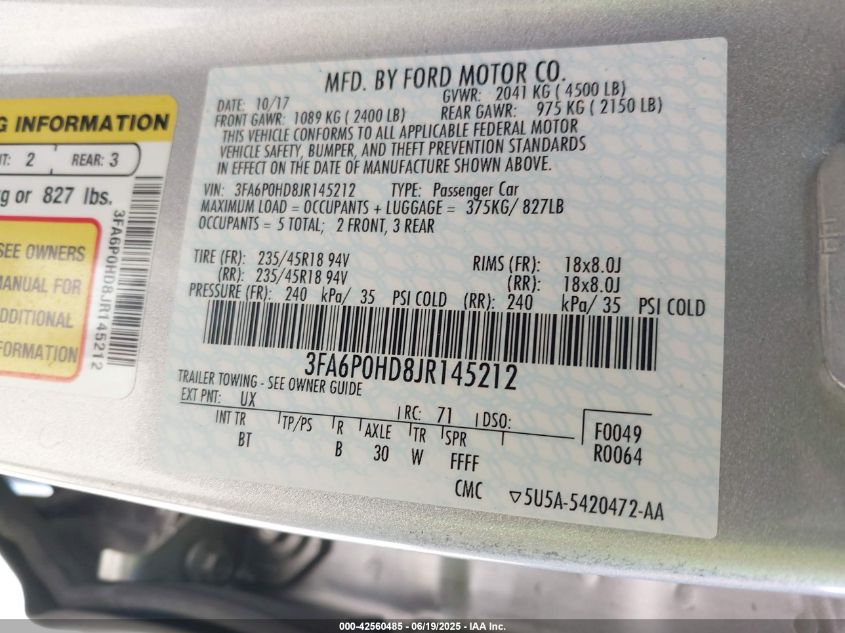 MFD. BY FORD MOTOR CO.
DATE: 10/17 GVWR: 2041 KG ( 4500 LB)
FRONT GAWR: 1089 KG ( 2400 LB) REAR GAWR: 975 KG ( 2150 LB)
THIS VEHICLE CONFORMS TO ALL APPLICABLE FEDERAL MOTOR
VEHICLE SAFETY, BUMPER, AND THEFT PREVENTION STANDARDS
IN EFFECT ON THE DATE OF MANUFACTURE SHOWN ABOVE.
VIN: 3FA6P0HD8JR145212 TYPE: Passenger Car
MAXIMUM LOAD = OCCUPANTS + LUGGAGE = 375KG/ 827LB
OCCUPANTS = 5 TOTAL; 2 FRONT, 3 REAR
TIRE (FR): 235/45R18 94V RIMS (FR): 18x8.0J
(RR): 235/45R18 94V (RR): 18x8.0J
PRESSURE (FR): 240 kPa/ 35 PSI COLD (RR): 240 kPa/ 35 PSI COLD
3FA6P0HD8JR145212
TRAILER TOWING - SEE OWNER GUIDE
EXT PNT: UX RC: 71 DSO:
INT TR TP/PS R AXLE TR SPR F0049
BT B 30 W FFFF R0064
CMC 5U5A-5420472-AA
INFORMATION
2 REAR: 3
or 827 lbs.
SEE OWNERS
MANUAL FOR
ADDITIONAL
INFORMATION
3FA6P0HD8JR145212
000-42560485 - 06/19/2025 - IAA Inc.